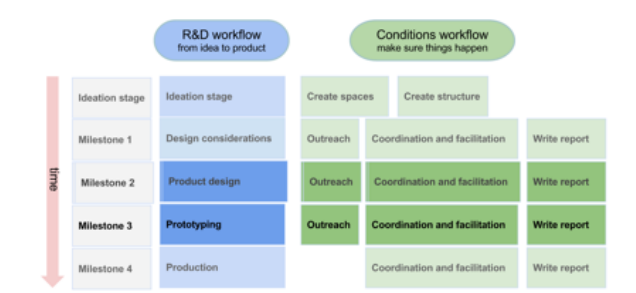 R&D workflow
from idea to product
Conditions workflow
make sure things happen
time
Ideation stage
Ideation stage
Create spaces
Create structure
Milestone 1
Design considerations
Outreach
Coordination and facilitation
Write report
Milestone 2
Product design
Outreach
Coordination and facilitation
Write report
Milestone 3
Prototyping
Outreach
Coordination and facilitation
Write report
Milestone 4
Production
Coordination and facilitation
Write report